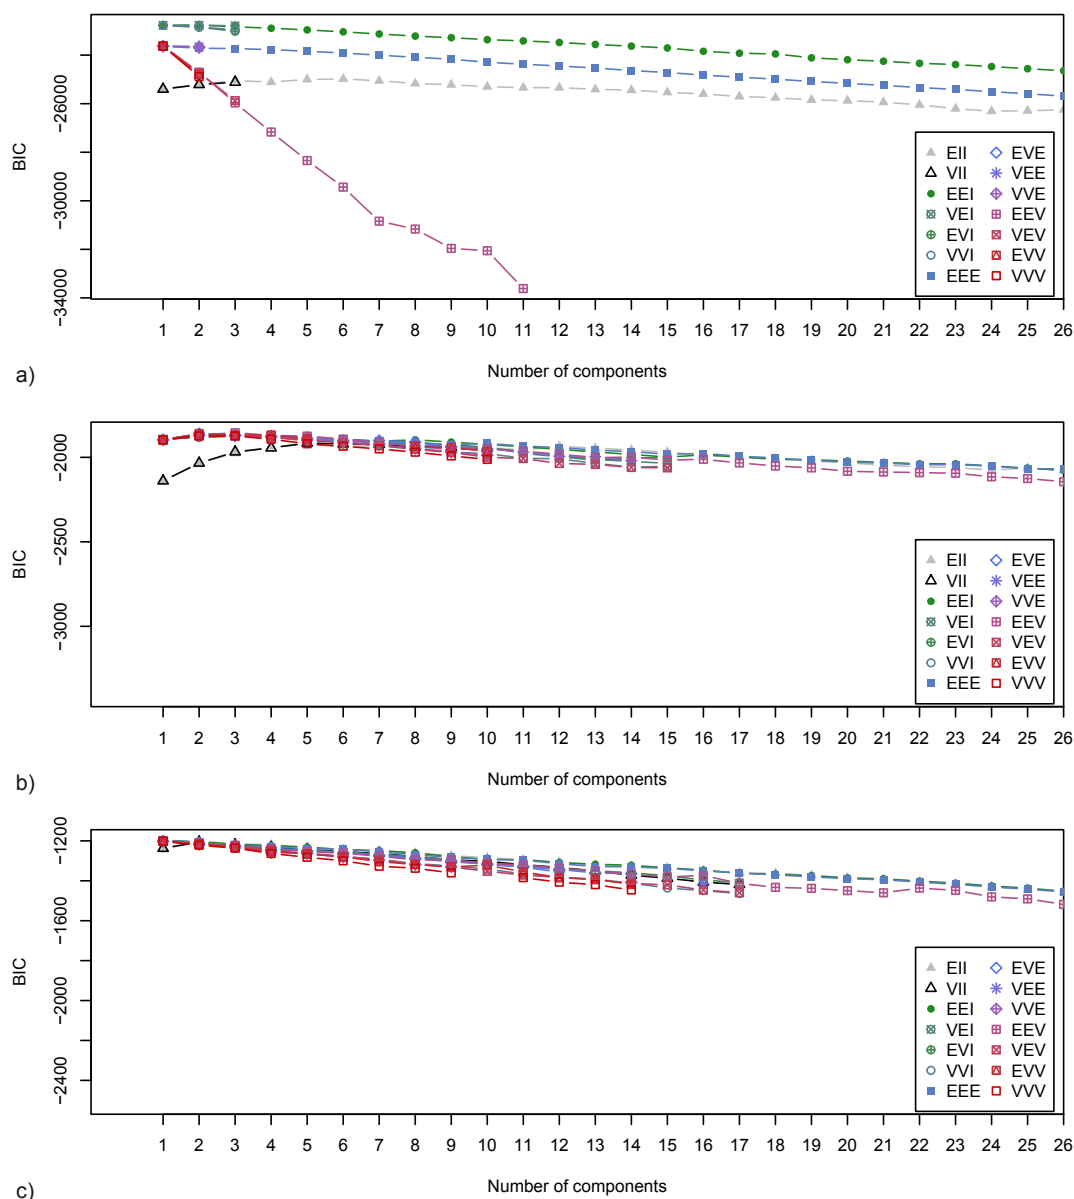 BIC
-26000
-30000
-34000
EII EVE
VII VEE
EEI VVE
VEI EEV
EVI VEV
VVI EVV
EEE VVV
1 2 3 4 5 6 7 8 9 10 11 12 13 14 15 16 17 18 19 20 21 22 23 24 25 26
Number of components
a)
BIC
-2000
-2500
-3000
EII EVE
VII VEE
EEI VVE
VEI EEV
EVI VEV
VVI EVV
EEE VVV
1 2 3 4 5 6 7 8 9 10 11 12 13 14 15 16 17 18 19 20 21 22 23 24 25 26
Number of components
b)
BIC
-1200
-1600
-2000
-2400
EII EVE
VII VEE
EEI VVE
VEI EEV
EVI VEV
VVI EVV
EEE VVV
1 2 3 4 5 6 7 8 9 10 11 12 13 14 15 16 17 18 19 20 21 22 23 24 25 26
Number of components
c)